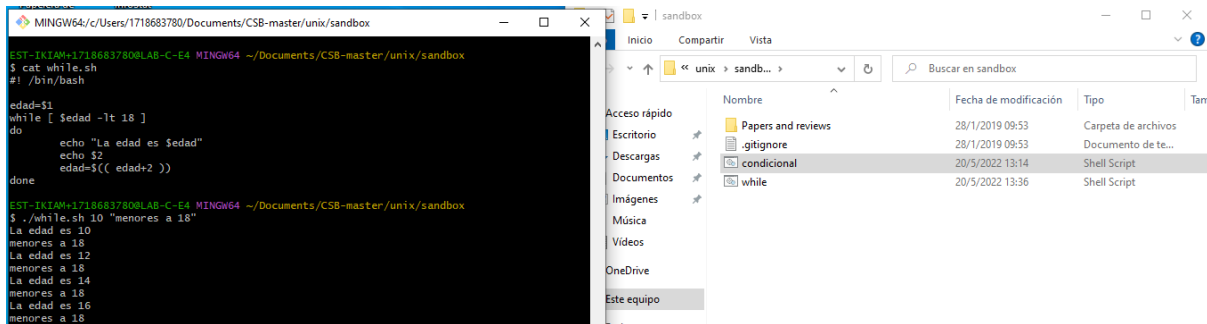 MINGW64:/c/Users/1718683780/Documents/CSB-master/unix/sandbox
EST-IKIAM+1718683780@LAB-C-E4 MINGW64 ~/Documents/CSB-master/unix/sandbox
$ cat while.sh
#! /bin/bash
edad=$1
while [ $edad -lt 18 ]
do
echo "La edad es $edad"
echo $2
edad=$(( edad+2 ))
done
EST-IKIAM+1718683780@LAB-C-E4 MINGW64 ~/Documents/CSB-master/unix/sandbox
$ ./while.sh 10 "menores a 18"
La edad es 10
menores a 18
La edad es 12
menores a 18
La edad es 14
menores a 18
La edad es 16
menores a 18
sandbox
Inicio Compartir Vista
« unix › sandb... ›
Buscar en sandbox
Nombre Fecha de modificación Tipo Tam
Acceso rápido
Escritorio
Descargas
Documentos
Imágenes
Música
Vídeos
OneDrive
Este equipo
Papers and reviews 28/1/2019 09:53 Carpeta de archivos
.gitignore 28/1/2019 09:53 Documento de te...
condicional 20/5/2022 13:14 Shell Script
while 20/5/2022 13:36 Shell Script